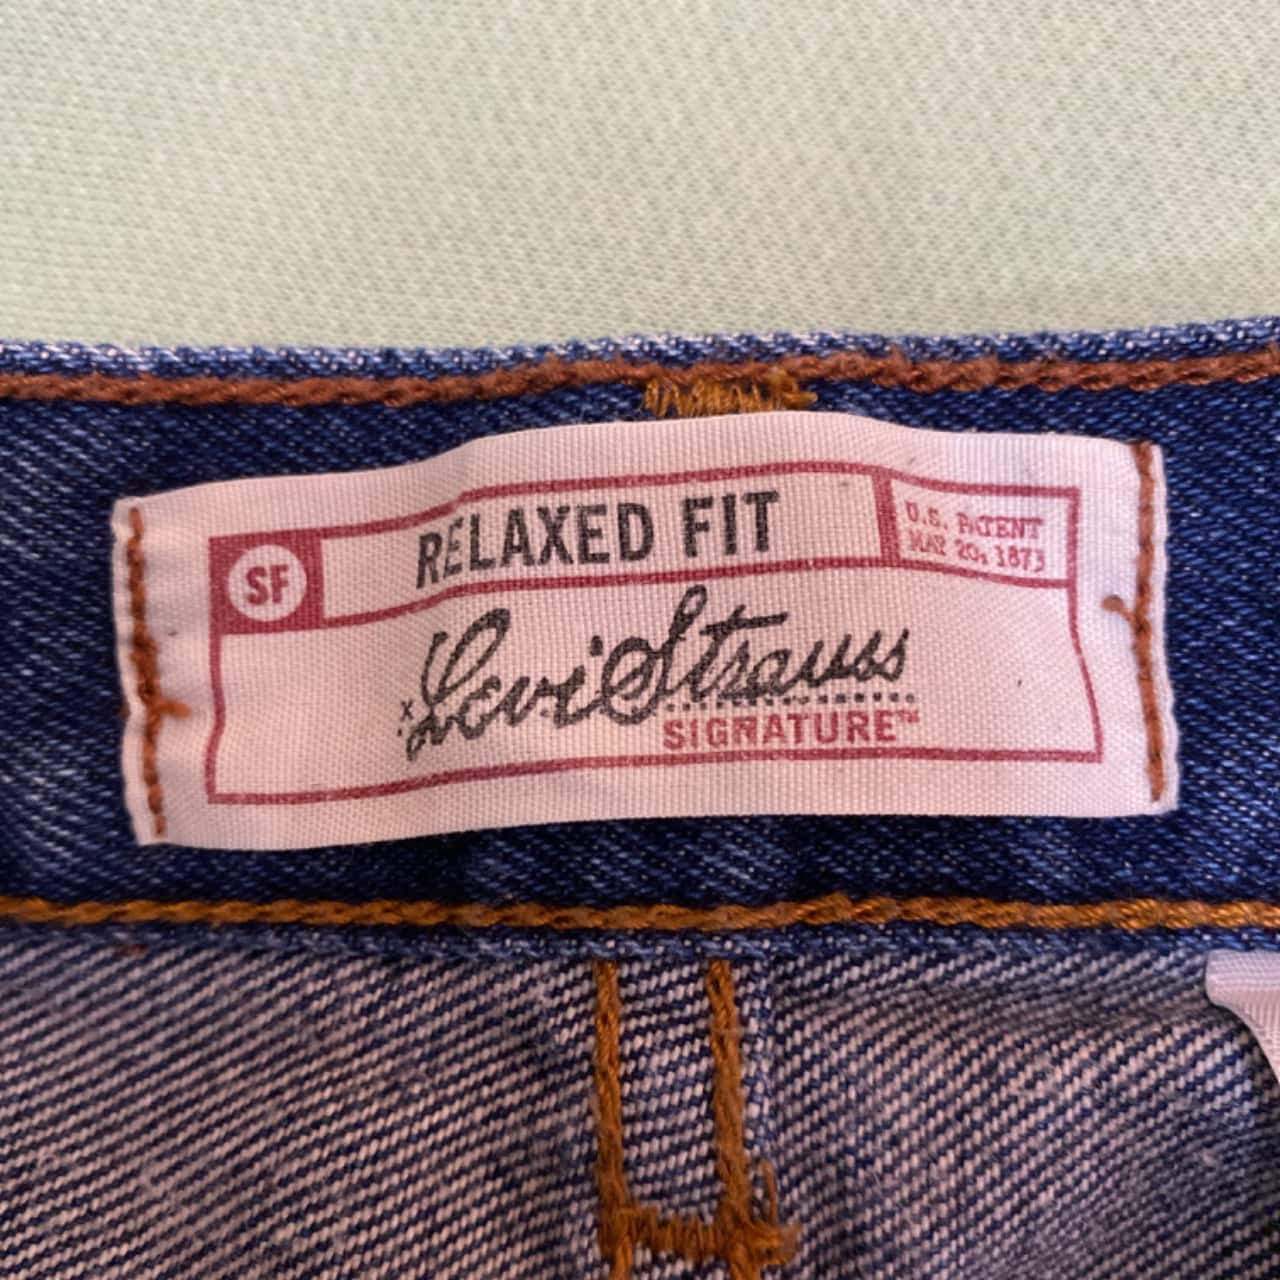 SF
RELAXED FIT
U.S. PATENT
MAY 20, 1873
x Levi Strauss
SIGNATURE™